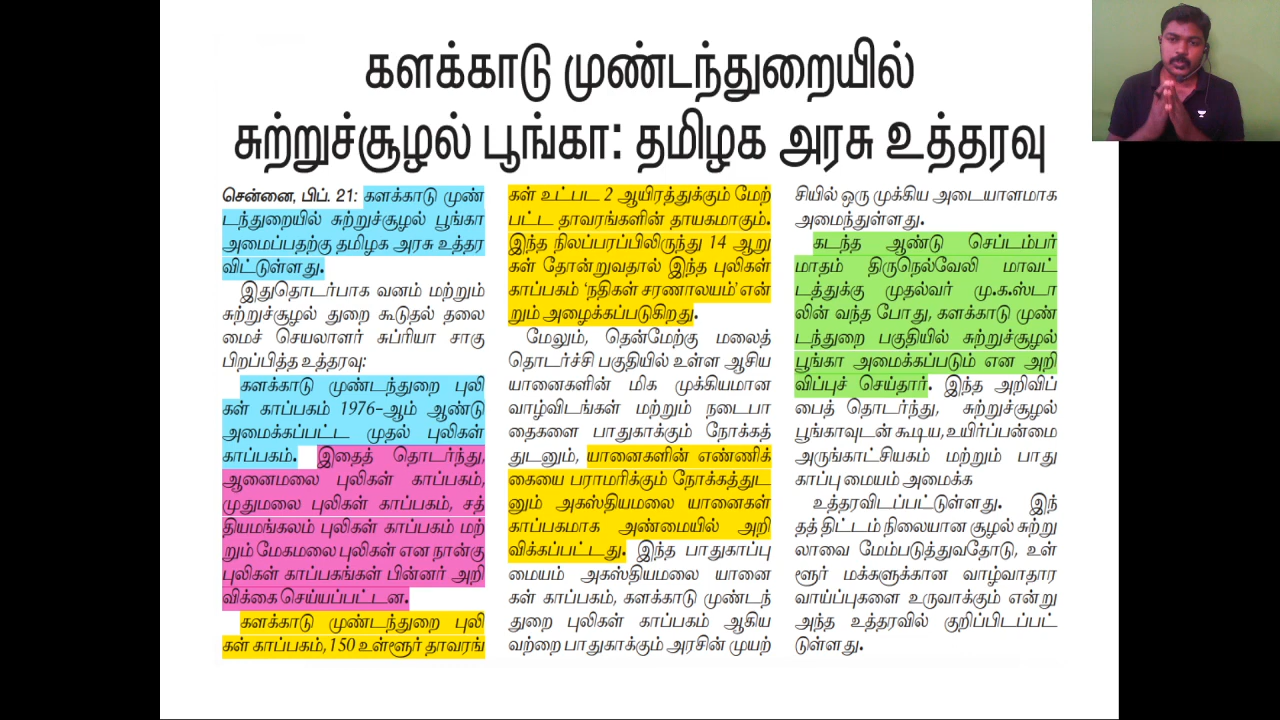 களக்காடு முண்டந்துறையில்
சுற்றுச்சூழல் பூங்கா: தமிழக அரசு உத்தரவு
சென்னை, பிப். 21: களக்காடு முண்
டந்துறையில் சுற்றுச்சூழல் பூங்கா
அமைப்பதற்கு தமிழக அரசு உத்தர
விட்டுள்ளது.
இதுதொடர்பாக வனம் மற்றும்
சுற்றுச்சூழல் துறை கூடுதல் தலை
மைச் செயலாளர் சுப்ரியா சாகு
பிறப்பித்த உத்தரவு:
களக்காடு முண்டந்துறை புலி
கள் காப்பகம் 1976-ஆம் ஆண்டு
அமைக்கப்பட்ட முதல் புலிகள்
காப்பகம். இதைத் தொடர்ந்து,
ஆனைமலை புலிகள் காப்பகம்,
முதுமலை புலிகள் காப்பகம், சத்
தியமங்கலம் புலிகள் காப்பகம் மற்
றும் மேகமலை புலிகள் என நான்கு
புலிகள் காப்பகங்கள் பின்னர் அறி
விக்கை செய்யப்பட்டன.
களக்காடு முண்டந்துறை புலி
கள் காப்பகம், 150 உள்ளூர் தாவரங்
கள் உட்பட 2 ஆயிரத்துக்கும் மேற்
பட்ட தாவரங்களின் தாயகமாகும்.
இந்த நிலப்பரப்பிலிருந்து 14 ஆறு
கள் தோன்றுவதால் இந்த புலிகள்
காப்பகம் 'நதிகள் சரணாலயம்' என்
றும் அழைக்கப்படுகிறது.
மேலும், தென்மேற்கு மலைத்
தொடர்ச்சி பகுதியில் உள்ள ஆசிய
யானைகளின் மிக முக்கியமான
வாழ்விடங்கள் மற்றும் நடைபா
தைகளை பாதுகாக்கும் நோக்கத்
துடனும், யானைகளின் எண்ணிக்
கையை பராமரிக்கும் நோக்கத்துட
னும் அகஸ்தியமலை யானைகள்
காப்பகமாக அண்மையில் அறி
விக்கப்பட்டது. இந்த பாதுகாப்பு
மையம் அகஸ்தியமலை யானை
கள் காப்பகம், களக்காடு முண்டந்
துறை புலிகள் காப்பகம் ஆகிய
வற்றை பாதுகாக்கும் அரசின் முயற்
சியில் ஒரு முக்கிய அடையாளமாக
அமைந்துள்ளது.
கடந்த ஆண்டு செப்டம்பர்
மாதம் திருநெல்வேலி மாவட்
டத்துக்கு முதல்வர் மு.க.ஸ்டா
லின் வந்த போது, களக்காடு முண்
டந்துறை பகுதியில் சுற்றுச்சூழல்
பூங்கா அமைக்கப்படும் என அறி
விப்புச் செய்தார். இந்த அறிவிப்
பைத் தொடர்ந்து, சுற்றுச்சூழல்
பூங்காவுடன் கூடிய,உயிர்ப்பன்மை
அருங்காட்சியகம் மற்றும் பாது
காப்பு மையம் அமைக்க
உத்தரவிடப்பட்டுள்ளது. இந்
தத் திட்டம் நிலையான சூழல் சுற்று
லாவை மேம்படுத்துவதோடு, உள்
ளூர் மக்களுக்கான வாழ்வாதார
வாய்ப்புகளை உருவாக்கும் என்று
அந்த உத்தரவில் குறிப்பிடப்பட்
டுள்ளது.